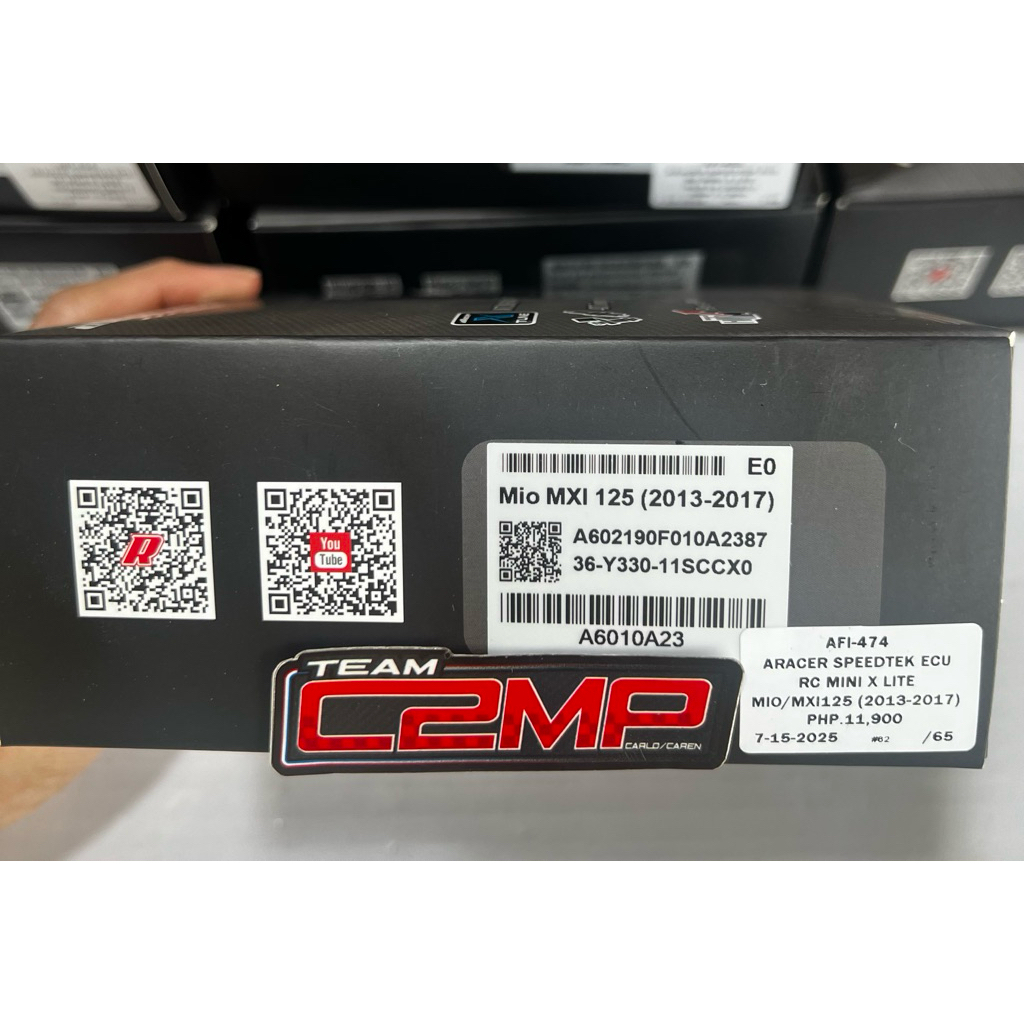 E0
Mio MXI 125 (2013-2017)
A602190F010A2387
36-Y330-11SCCX0
A6010A23
You
Tube
R
TEAM
C2MP
CARLO/CAREN
AFI-474
ARACER SPEEDTEK ECU
RC MINI X LITE
MIO/MXI125 (2013-2017)
PHP.11,900
7-15-2025 #62 /65